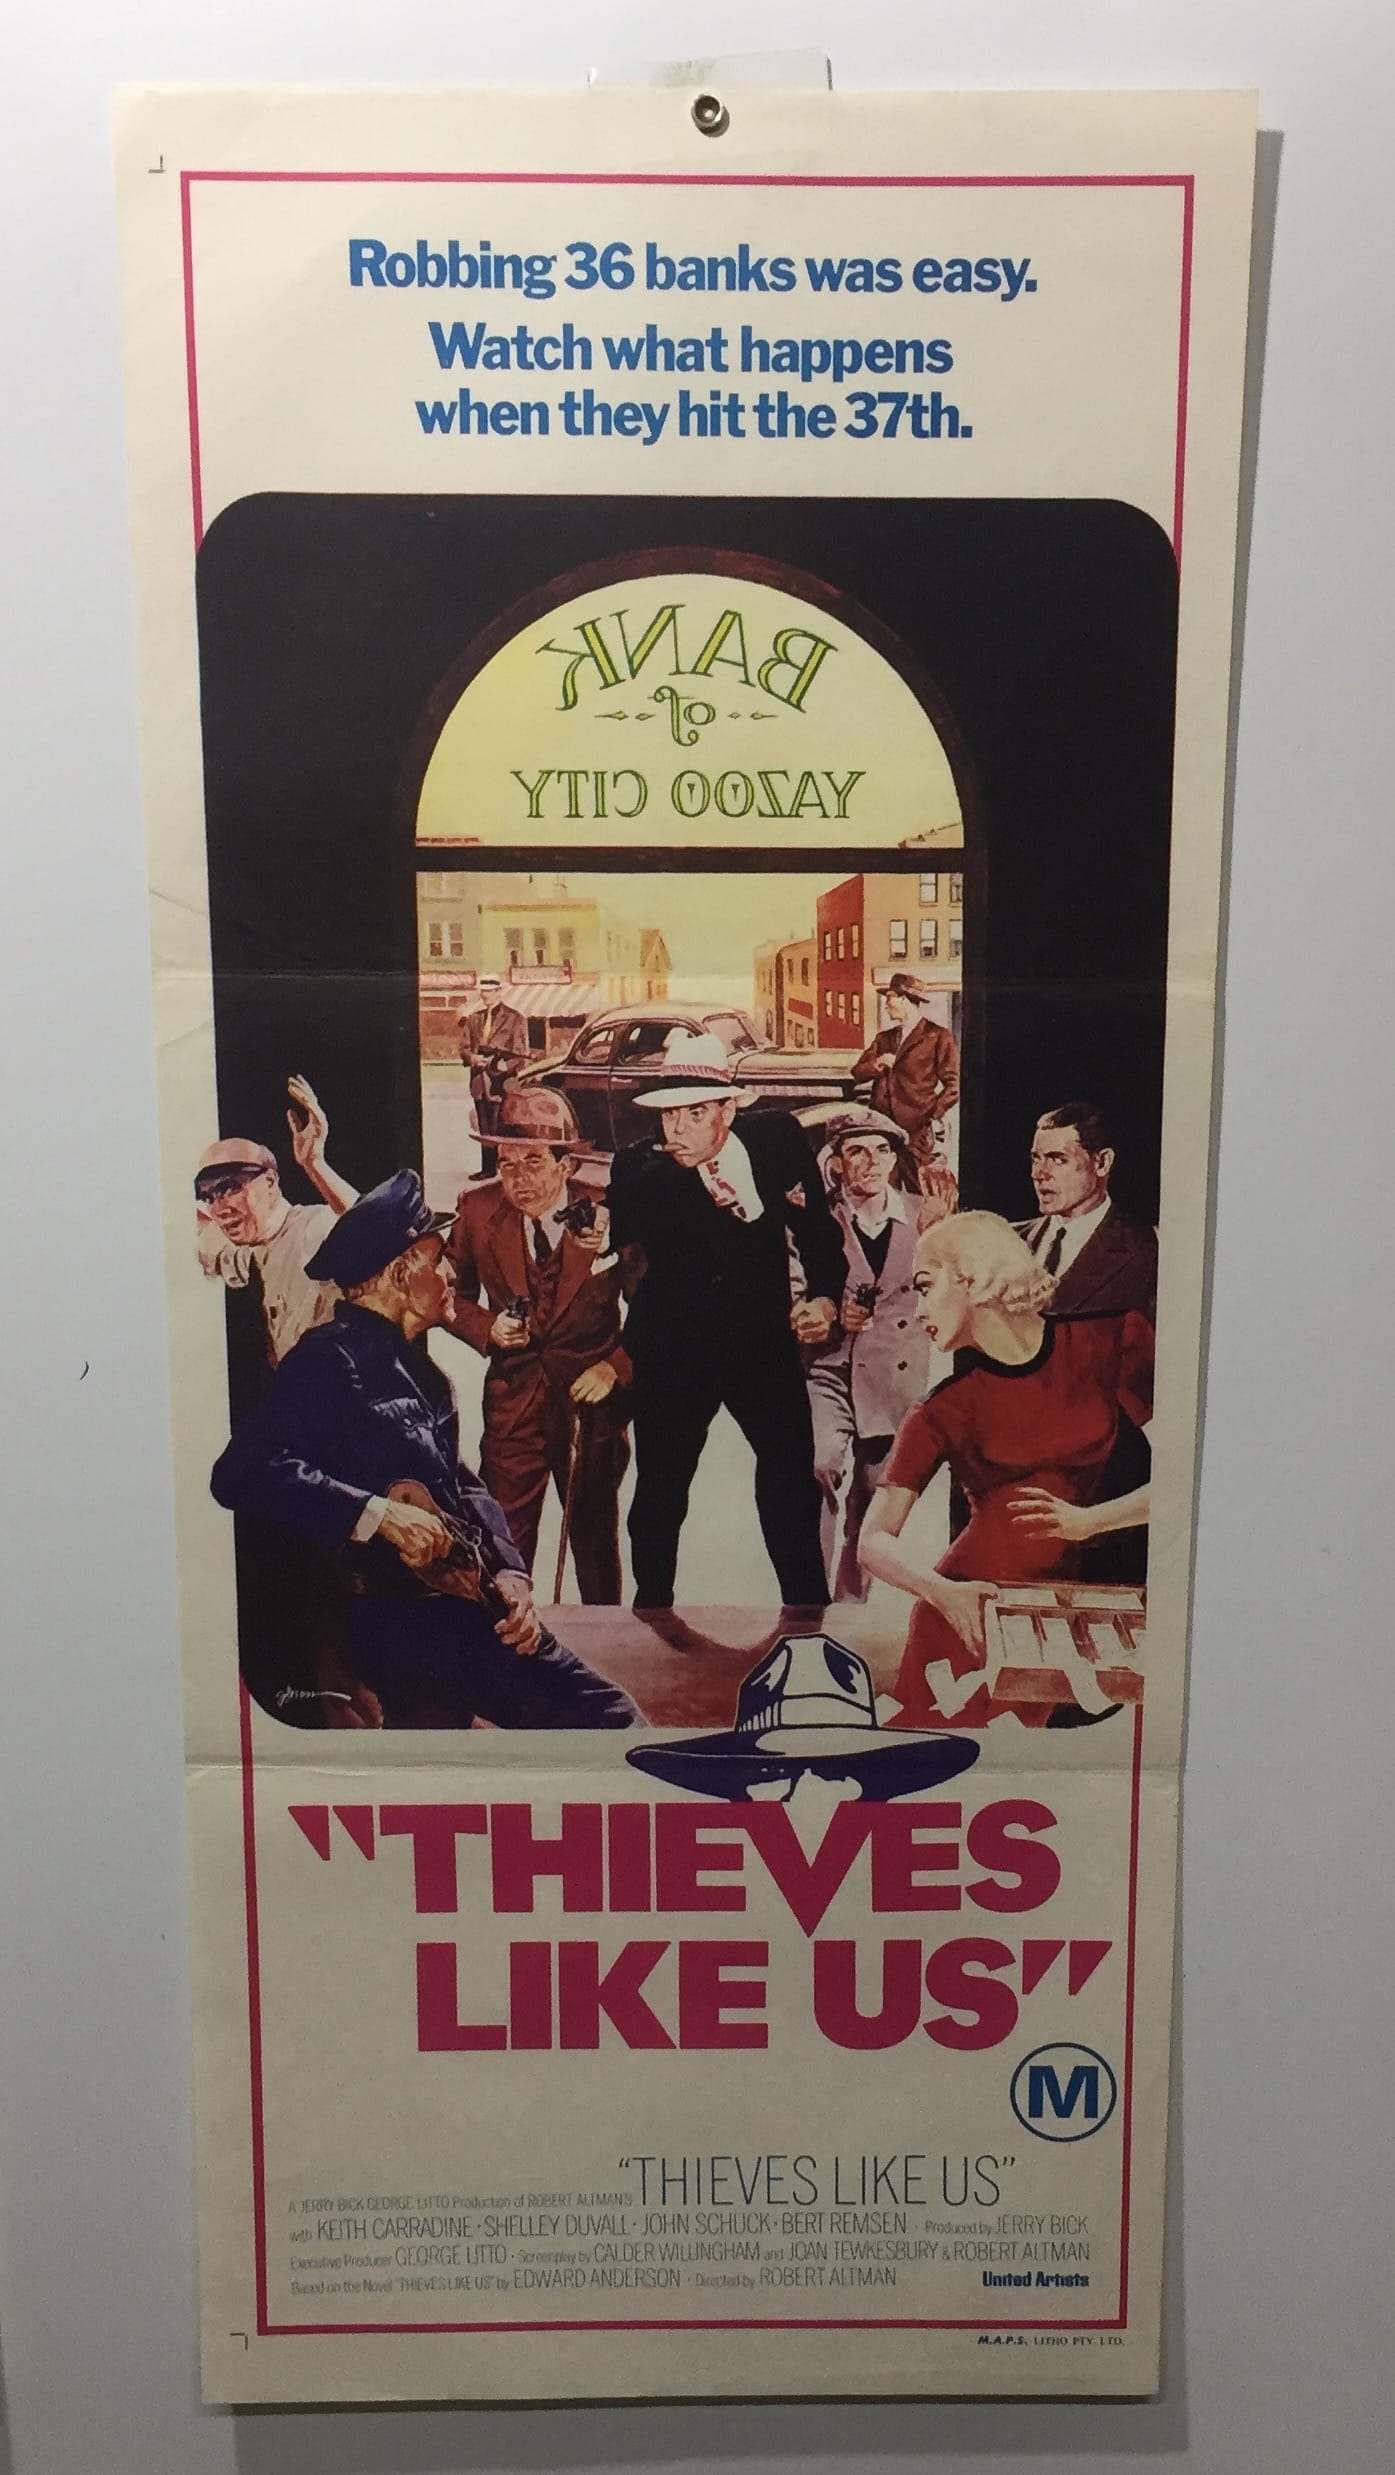 Robbing 36 banks was easy.
Watch what happens
when they hit the 37th.
BANK
of
YAZOO CITY
"THIEVES
LIKE US"
M
A JERRY BICK GEORGE LITTO Production of ROBERT ALTMAN'S "THIEVES LIKE US"
with KEITH CARRADINE · SHELLEY DUVALL · JOHN SCHUCK · BERT REMSEN · Produced by JERRY BICK
Executive Producer GEORGE LITTO · Screenplay by CALDER WILLINGHAM and JOAN TEWKESBURY & ROBERT ALTMAN
Based on the Novel "THIEVES LIKE US" by EDWARD ANDERSON · Directed by ROBERT ALTMAN United Artists
M.A.P.S. LITHO PTY. LTD.